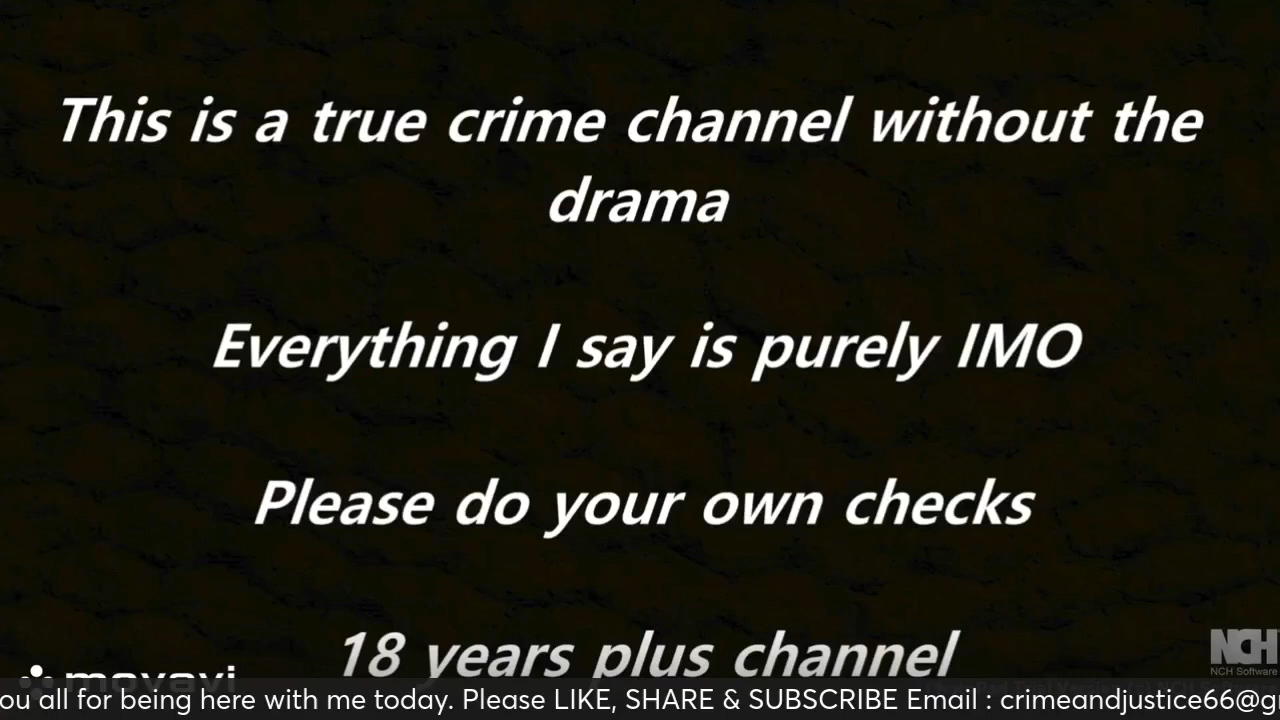 This is a true crime channel without the
drama
Everything I say is purely IMO
Please do your own checks
18 years plus channel
movavi
NCH
NCH Software
ou all for being here with me today. Please LIKE, SHARE & SUBSCRIBE Email : crimeandjustice66@g